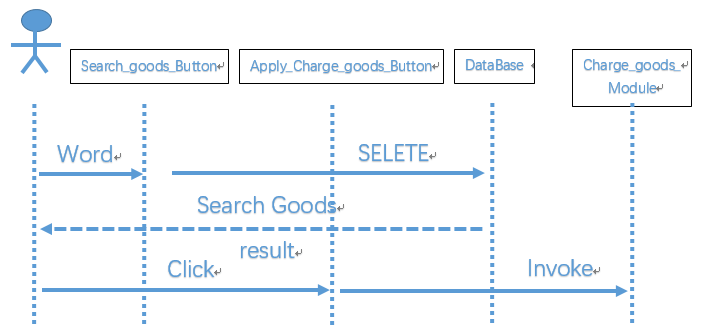 Search_goods_Button
Apply_Charge_goods_Button
DataBase
Charge_goods_
Module
Word
SELETE
Search Goods
result
Click
Invoke